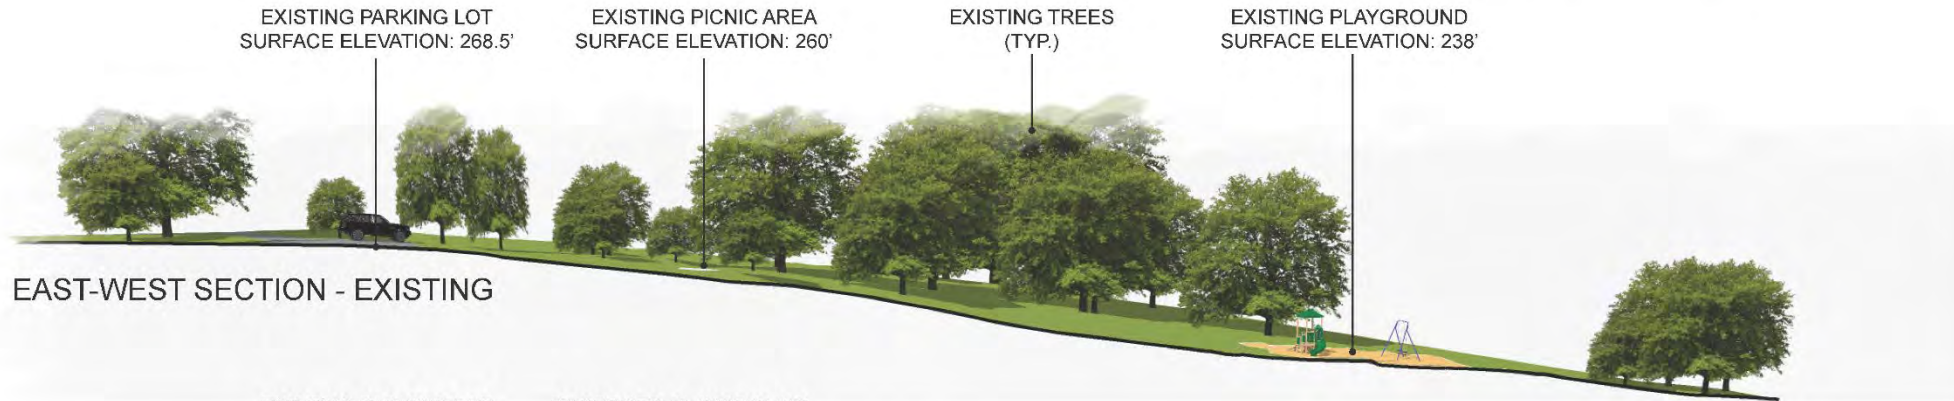 EXISTING PARKING LOT
SURFACE ELEVATION: 268.5'
EXISTING PICNIC AREA
SURFACE ELEVATION: 260'
EXISTING TREES
(TYP.)
EXISTING PLAYGROUND
SURFACE ELEVATION: 238'
EAST-WEST SECTION - EXISTING